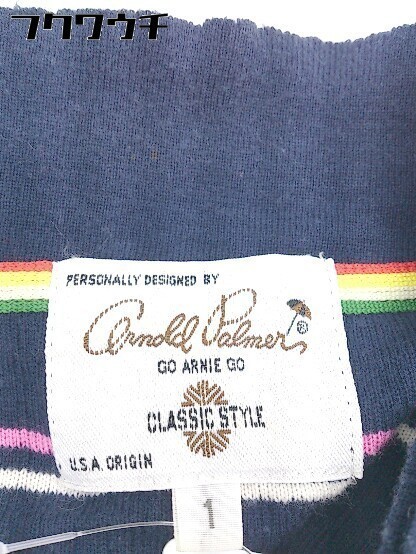 フクワウチ
PERSONALLY DESIGNED BY
Arnold Palmer ®
GO ARNIE GO
CLASSIC STYLE
U.S.A. ORIGIN
1